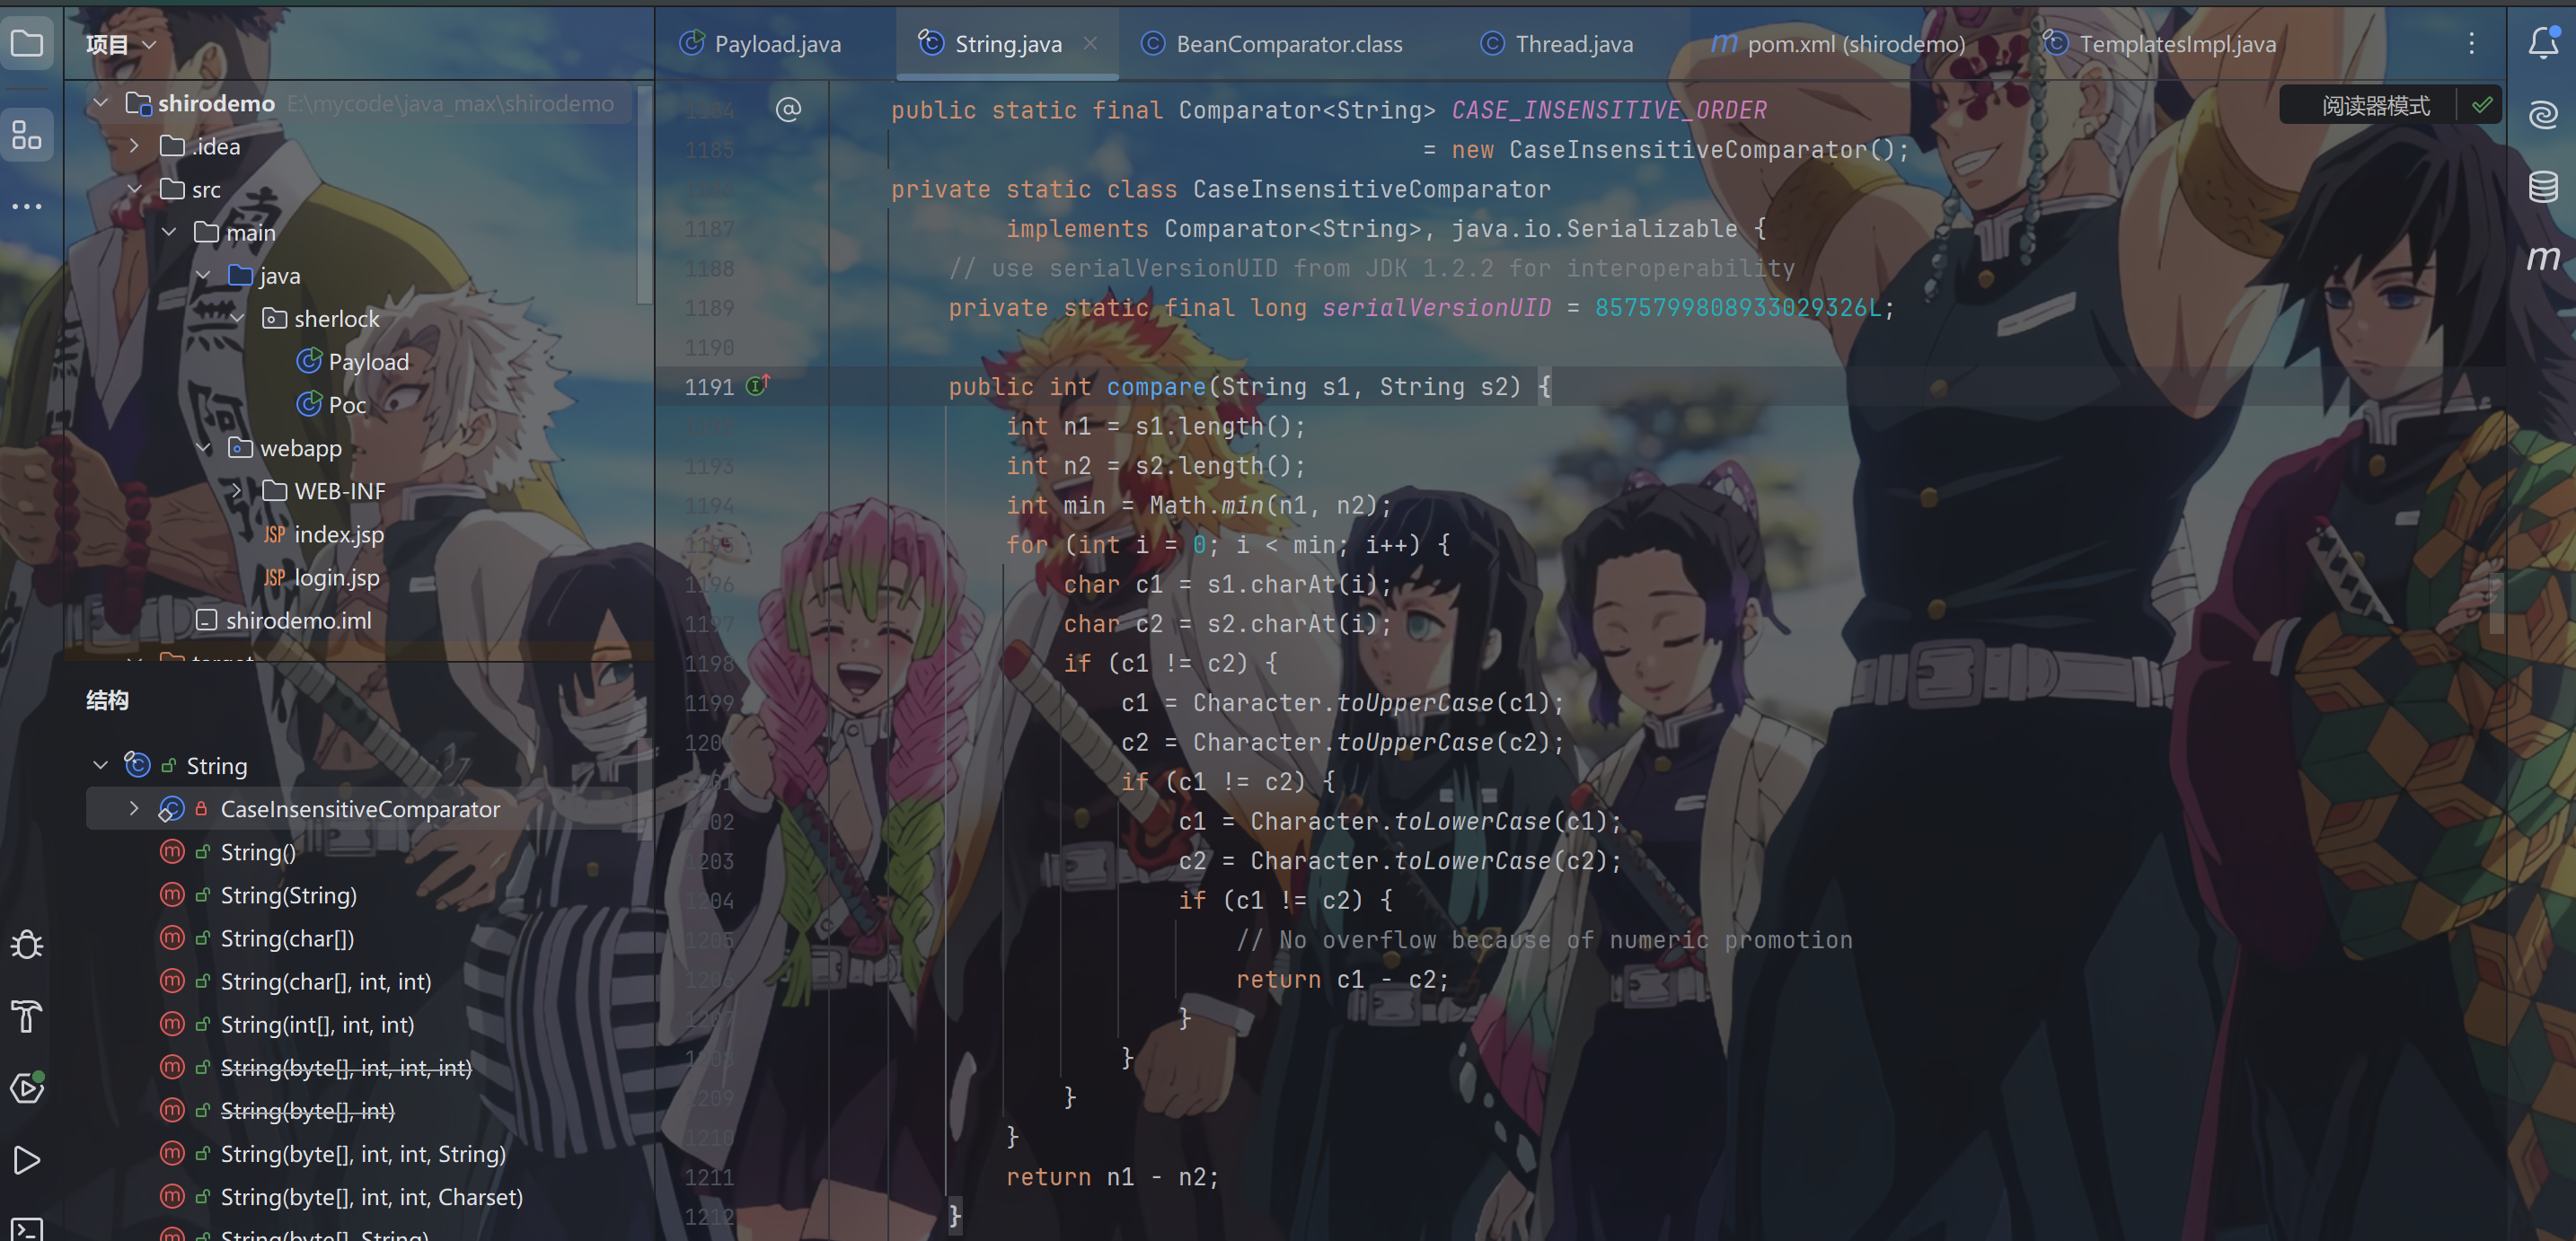 项目
Payload.java
String.java
BeanComparator.class
Thread.java
pom.xml (shirodemo)
TemplatesImpl.java
shirodemo E:\mycode\java_max\shirodemo
.idea
src
main
java
sherlock
Payload
Poc
webapp
WEB-INF
JSP index.jsp
JSP login.jsp
shirodemo.iml
结构
String
CaseInsensitiveComparator
String()
String(String)
String(char[])
String(char[], int, int)
String(int[], int, int)
String(byte[], int, int, int)
String(byte[], int)
String(byte[], int, int, String)
String(byte[], int, int, Charset)
String(byte[], String)
阅读器模式
1184 public static final Comparator<String> CASE_INSENSITIVE_ORDER
1185 = new CaseInsensitiveComparator();
private static class CaseInsensitiveComparator
1187 implements Comparator<String>, java.io.Serializable {
1188 // use serialVersionUID from JDK 1.2.2 for interoperability
1189 private static final long serialVersionUID = 8575799808933029326L;
1190
1191 public int compare(String s1, String s2) {
int n1 = s1.length();
1193 int n2 = s2.length();
1194 int min = Math.min(n1, n2);
1195 for (int i = 0; i < min; i++) {
1196 char c1 = s1.charAt(i);
1197 char c2 = s2.charAt(i);
1198 if (c1 != c2) {
1199 c1 = Character.toUpperCase(c1);
1200 c2 = Character.toUpperCase(c2);
1201 if (c1 != c2) {
1202 c1 = Character.toLowerCase(c1);
1203 c2 = Character.toLowerCase(c2);
1204 if (c1 != c2) {
1205 // No overflow because of numeric promotion
1206 return c1 - c2;
1207 }
1208 }
1209 }
1210 }
1211 return n1 - n2;
1212 }